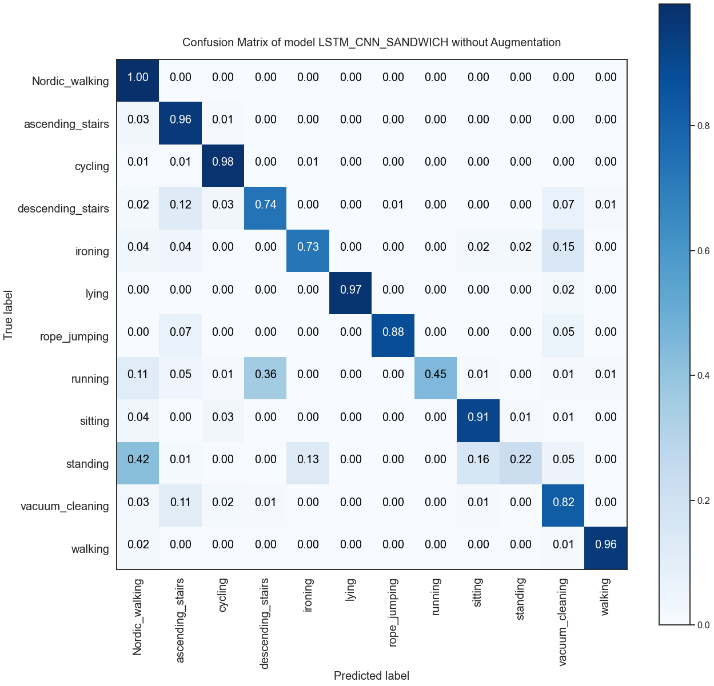 Confusion Matrix of model LSTM_CNN_SANDWICH without Augmentation
Nordic_walking 1.00 0.00 0.00 0.00 0.00 0.00 0.00 0.00 0.00 0.00 0.00 0.00
ascending_stairs 0.03 0.96 0.01 0.00 0.00 0.00 0.00 0.00 0.00 0.00 0.00 0.00
cycling 0.01 0.01 0.98 0.00 0.01 0.00 0.00 0.00 0.00 0.00 0.00 0.00
descending_stairs 0.02 0.12 0.03 0.74 0.00 0.00 0.01 0.00 0.00 0.00 0.07 0.01
ironing 0.04 0.04 0.00 0.00 0.73 0.00 0.00 0.00 0.02 0.02 0.15 0.00
lying 0.00 0.00 0.00 0.00 0.00 0.97 0.00 0.00 0.00 0.00 0.02 0.00
rope_jumping 0.00 0.07 0.00 0.00 0.00 0.00 0.88 0.00 0.00 0.00 0.05 0.00
running 0.11 0.05 0.01 0.36 0.00 0.00 0.00 0.45 0.01 0.00 0.01 0.01
sitting 0.04 0.00 0.03 0.00 0.00 0.00 0.00 0.00 0.91 0.01 0.01 0.00
standing 0.42 0.01 0.00 0.00 0.13 0.00 0.00 0.00 0.16 0.22 0.05 0.00
vacuum_cleaning 0.03 0.11 0.02 0.01 0.00 0.00 0.00 0.00 0.01 0.00 0.82 0.00
walking 0.02 0.00 0.00 0.00 0.00 0.00 0.00 0.00 0.00 0.00 0.01 0.96
True label
Nordic_walking
ascending_stairs
cycling
descending_stairs
ironing
lying
rope_jumping
running
sitting
standing
vacuum_cleaning
walking
Predicted label
0.8
0.6
0.4
0.2
0.0